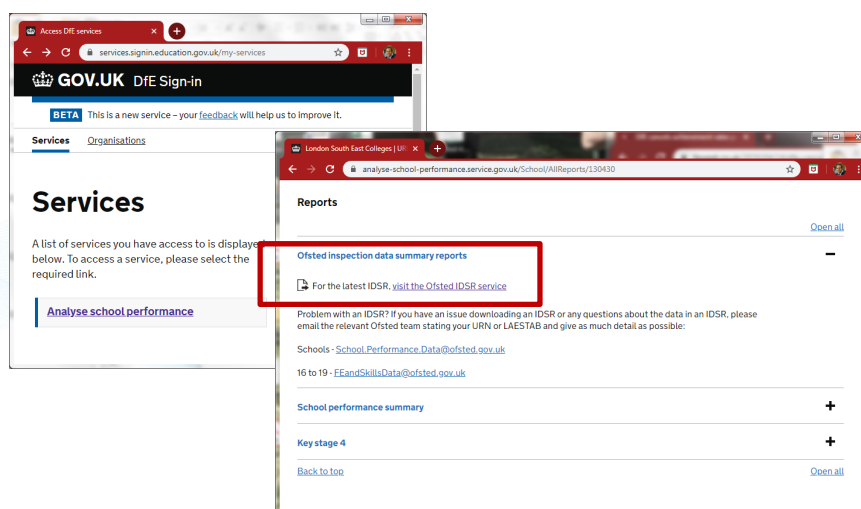 Access DfE services
services.signin.education.gov.uk/my-services
GOV.UK DfE Sign-in
BETA This is a new service – your feedback will help us to improve it.
Services Organisations
Services
A list of services you have access to is displayed
below. To access a service, please select the
required link.
Analyse school performance
London South East Colleges | UR
analyse-school-performance.service.gov.uk/School/AllReports/130430
Reports
Open all
Ofsted inspection data summary reports
For the latest IDSR, visit the Ofsted IDSR service
Problem with an IDSR? If you have an issue downloading an IDSR or any questions about the data in an IDSR, please
email the relevant Ofsted team stating your URN or LAESTAB and give as much detail as possible:
Schools - School.Performance.Data@ofsted.gov.uk
16 to 19 - FEandSkillsData@ofsted.gov.uk
School performance summary
Key stage 4
Back to top Open all